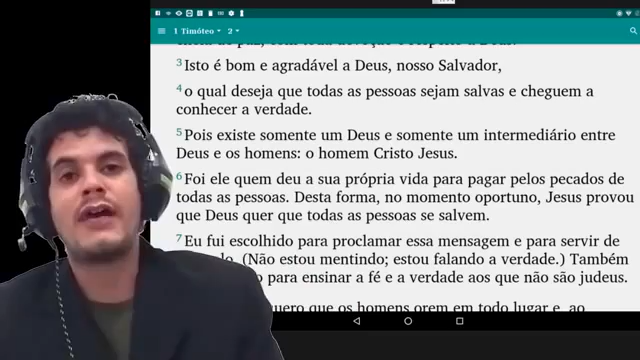 1 Timóteo 2
3 Isto é bom e agradável a Deus, nosso Salvador,
4 o qual deseja que todas as pessoas sejam salvas e cheguem a
conhecer a verdade.
5 Pois existe somente um Deus e somente um intermediário entre
Deus e os homens: o homem Cristo Jesus.
6 Foi ele quem deu a sua própria vida para pagar pelos pecados de
todas as pessoas. Desta forma, no momento oportuno, Jesus provou
que Deus quer que todas as pessoas se salvem.
7 Eu fui escolhido para proclamar essa mensagem e para servir de
(Não estou mentindo; estou falando a verdade.) Também
para ensinar a fé e a verdade aos que não são judeus.
que os homens orem em todo lugar e, ao